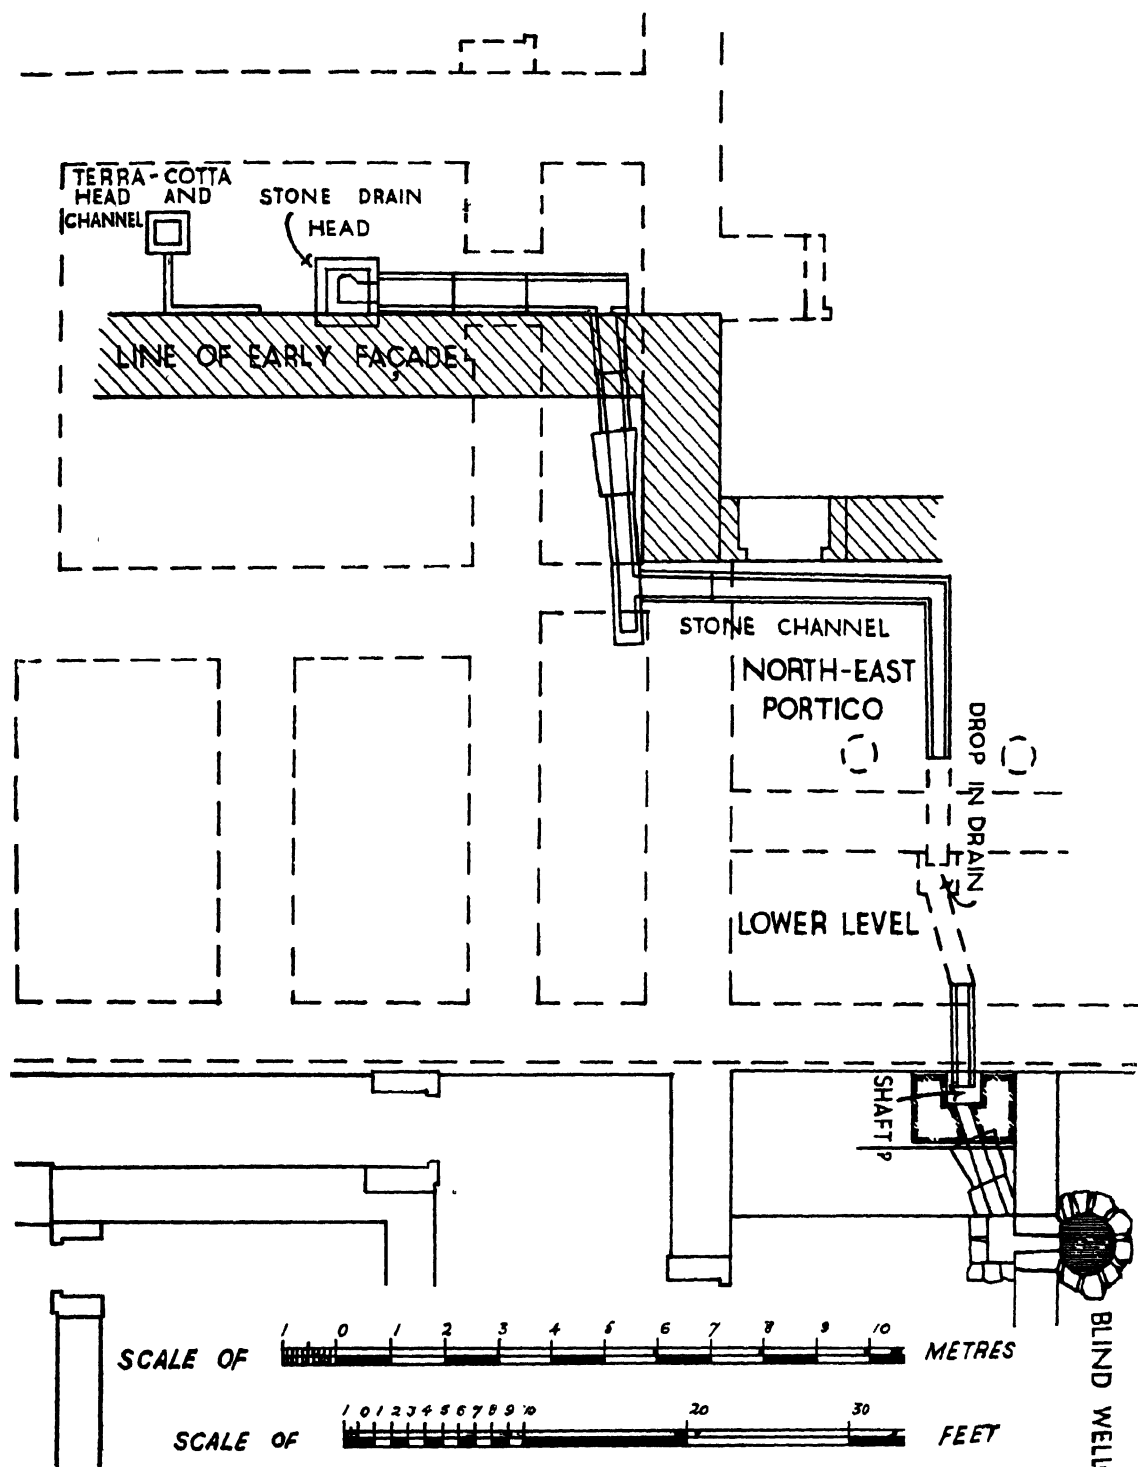 TERRA-COTTA
HEAD AND
CHANNEL
STONE DRAIN
HEAD
LINE OF EARLY FAÇADE
STONE CHANNEL
NORTH-EAST
PORTICO
DROP IN DRAIN
LOWER LEVEL
SHAFT?
BLIND WELL
1 0 1 2 3 4 5 6 7 8 9 10
SCALE OF METRES
1 0 1 2 3 4 5 6 7 8 9 10 20 30
SCALE OF FEET